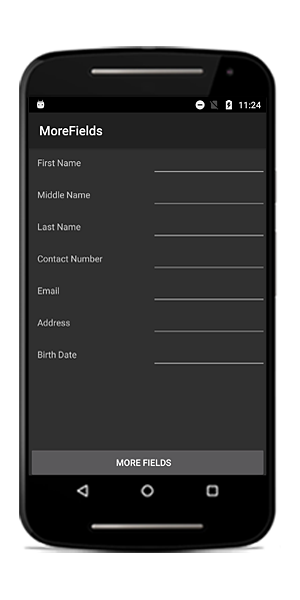 11:24
MoreFields
First Name
Middle Name
Last Name
Contact Number
Email
Address
Birth Date
MORE FIELDS